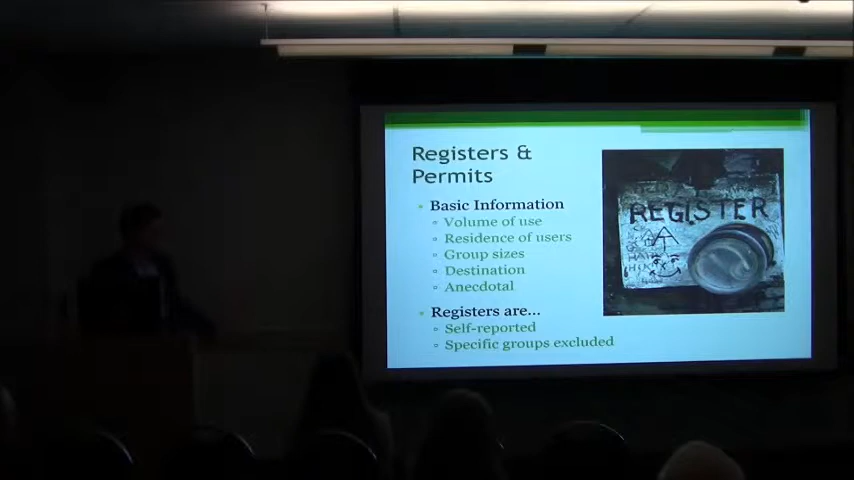 Registers &
Permits
Basic Information
Volume of use
Residence of users
Group sizes
Destination
Anecdotal
Registers are...
Self-reported
Specific groups excluded
REGISTER